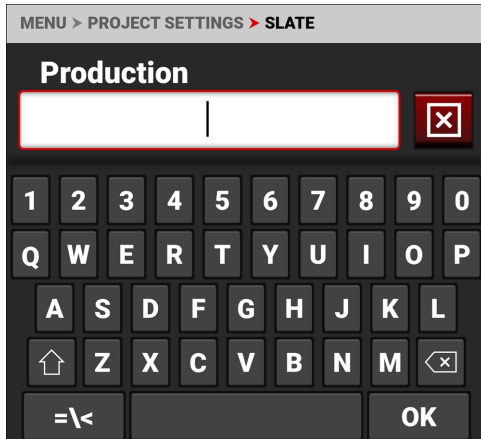 MENU > PROJECT SETTINGS > SLATE
Production
1 2 3 4 5 6 7 8 9 0
Q W E R T Y U I O P
A S D F G H J K L
Z X C V B N M
=\< OK